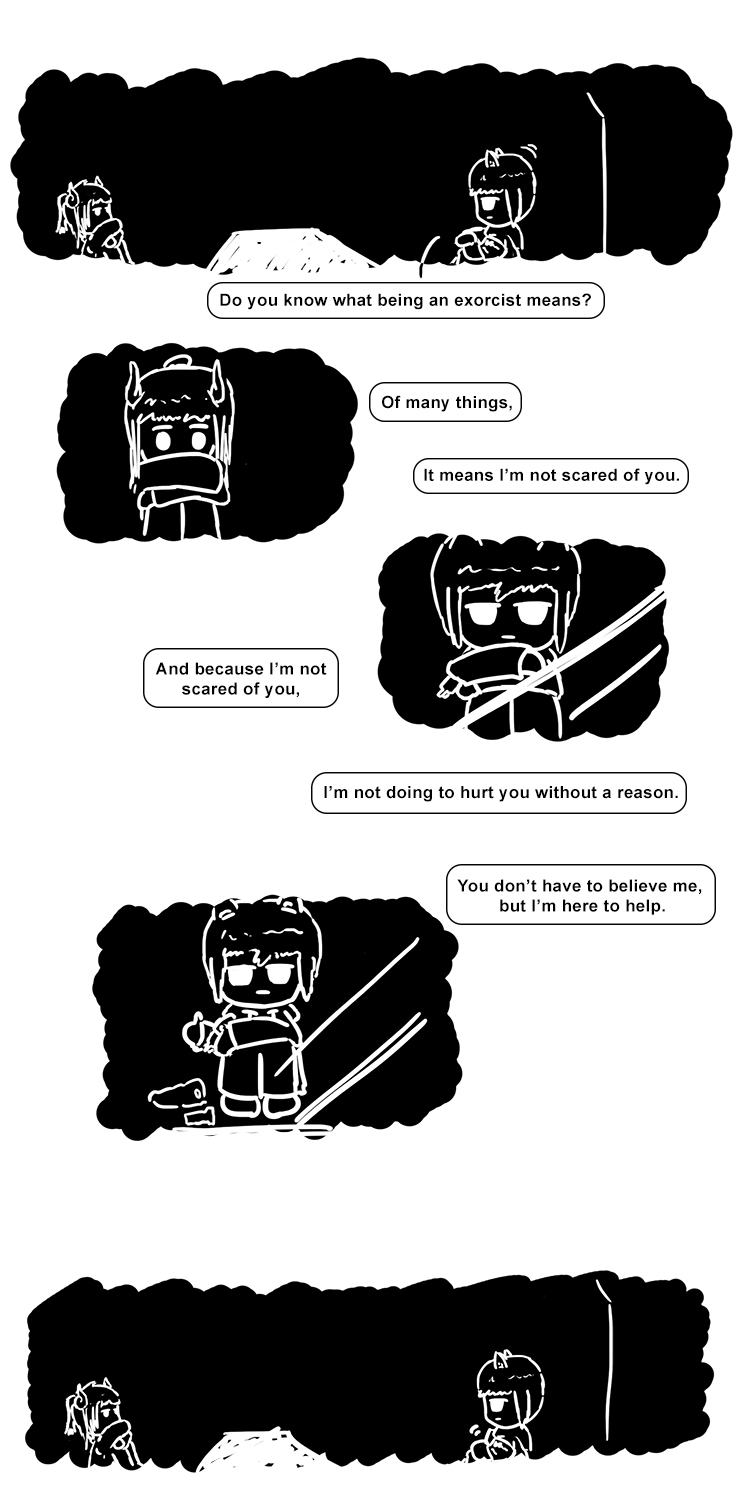 Do you know what being an exorcist means?
Of many things,
It means I'm not scared of you.
And because I'm not
scared of you,
I'm not doing to hurt you without a reason.
You don't have to believe me,
but I'm here to help.